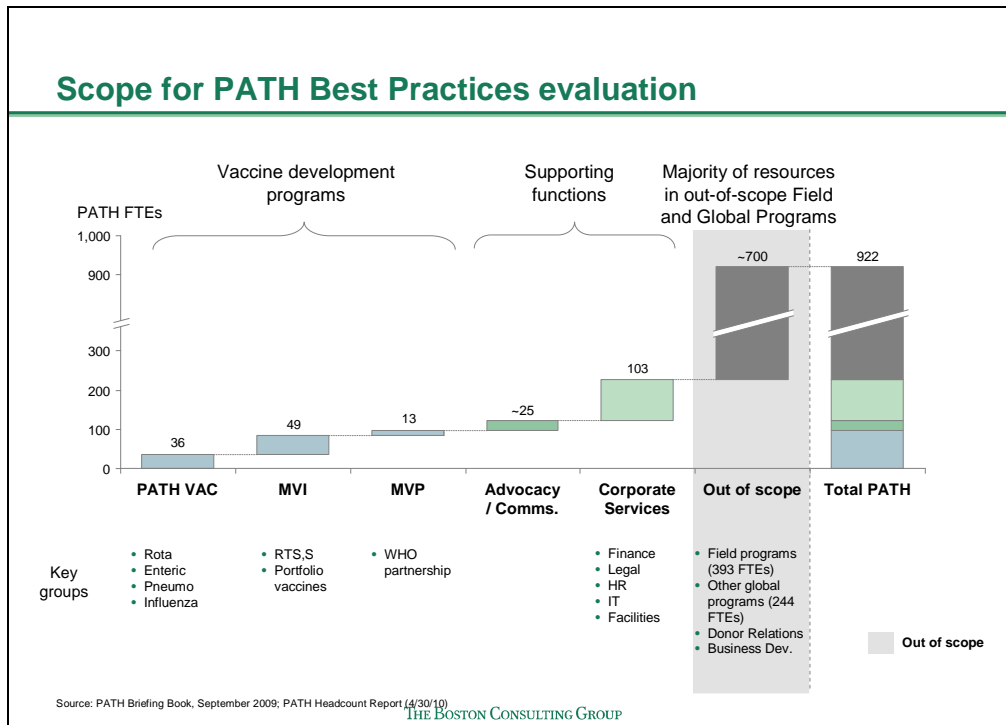 Scope for PATH Best Practices evaluation
Vaccine development
programs
Supporting
functions
Majority of resources
in out-of-scope Field
and Global Programs
PATH FTEs
1,000
900
300
200
100
0
36
49
13
~25
103
~700
922
PATH VAC
MVI
MVP
Advocacy
/ Comms.
Corporate
Services
Out of scope
Total PATH
Key
groups
• Rota
• Enteric
• Pneumo
• Influenza
• RTS,S
• Portfolio
vaccines
• WHO
partnership
• Finance
• Legal
• HR
• IT
• Facilities
• Field programs
(393 FTEs)
• Other global
programs (244
FTEs)
• Donor Relations
• Business Dev.
Out of scope
Source: PATH Briefing Book, September 2009; PATH Headcount Report (4/30/10)
THE BOSTON CONSULTING GROUP